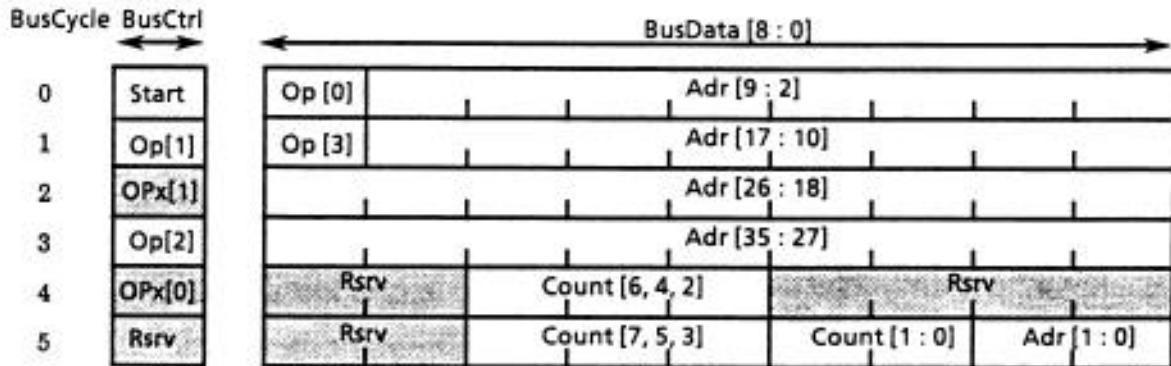 BusCycle BusCtrl BusData [8 : 0]
0 Start Op [0] Adr [9 : 2]
1 Op[1] Op [3] Adr [17 : 10]
2 OPx[1] Adr [26 : 18]
3 Op[2] Adr [35 : 27]
4 OPx[0] Rsrv Count [6, 4, 2] Rsrv
5 Rsrv Rsrv Count [7, 5, 3] Count [1 : 0] Adr [1 : 0]